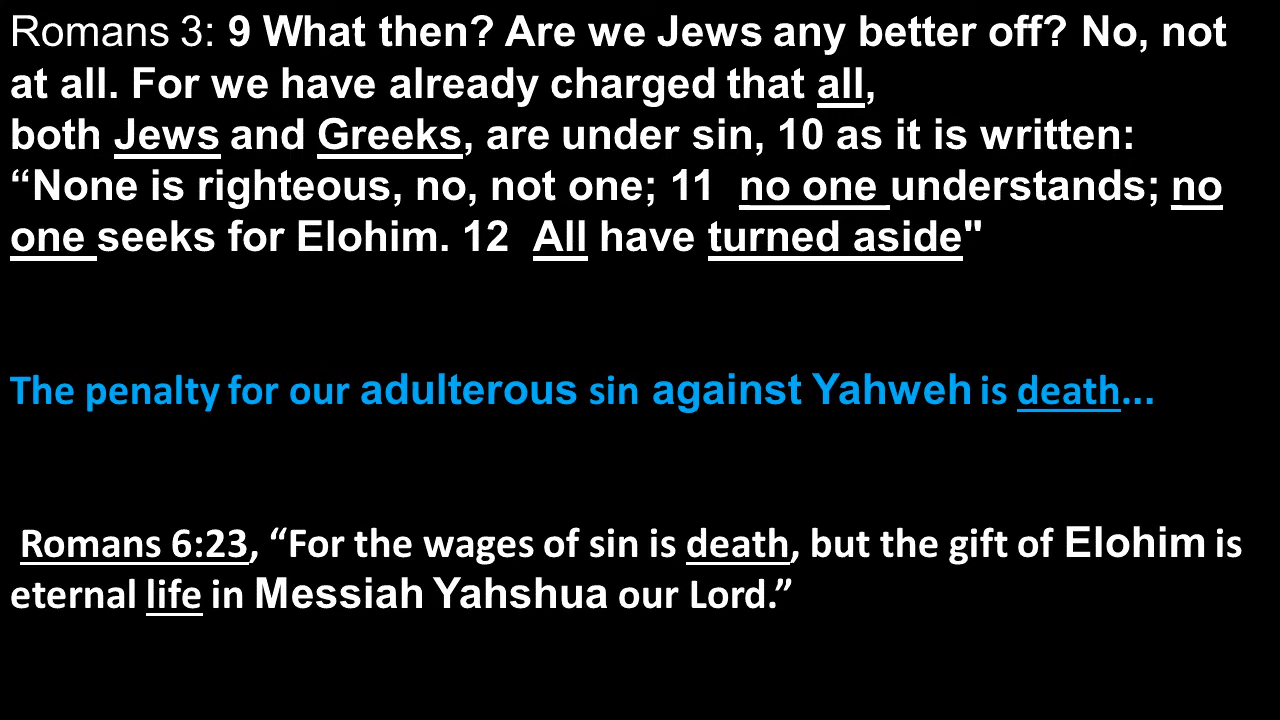 Romans 3: 9 What then? Are we Jews any better off? No, not
at all. For we have already charged that all,
both Jews and Greeks, are under sin, 10 as it is written:
“None is righteous, no, not one; 11 no one understands; no
one seeks for Elohim. 12 All have turned aside"
The penalty for our adulterous sin against Yahweh is death...
Romans 6:23, “For the wages of sin is death, but the gift of Elohim is
eternal life in Messiah Yahshua our Lord.”